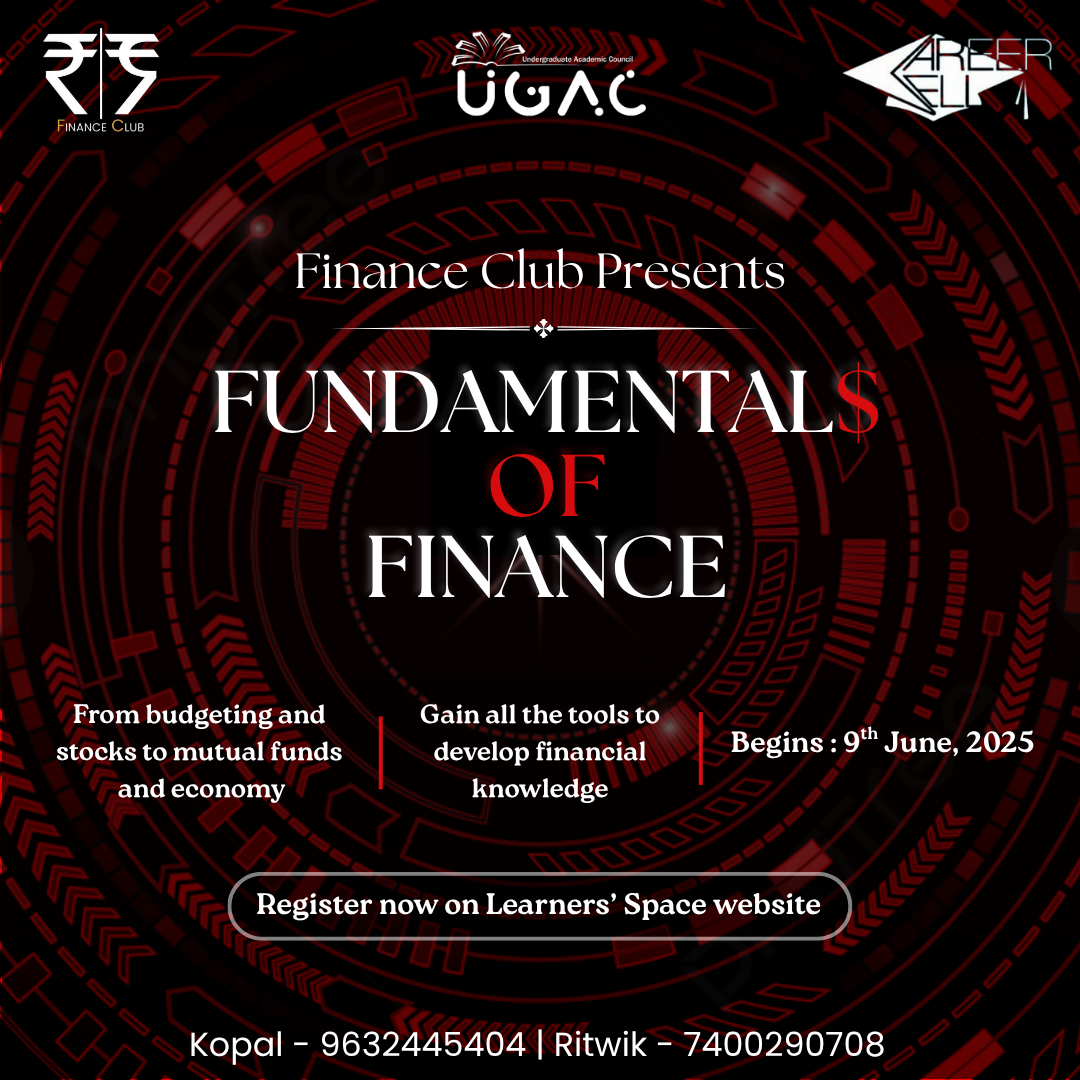 Finance Club
Undergraduate Academic Council
UGAC
CAREER
CELL
Finance Club Presents
FUNDAMENTAL$
OF
FINANCE
From budgeting and
stocks to mutual funds
and economy
Gain all the tools to
develop financial
knowledge
Begins : 9th June, 2025
Register now on Learners' Space website
Kopal - 9632445404 | Ritwik - 7400290708